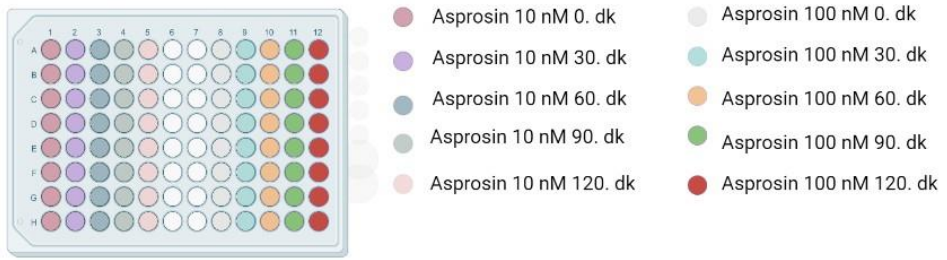 1 2 3 4 5 6 7 8 9 10 11 12
A
B
C
D
E
F
G
H
Asprosin 10 nM 0. dk
Asprosin 10 nM 30. dk
Asprosin 10 nM 60. dk
Asprosin 10 nM 90. dk
Asprosin 10 nM 120. dk
Asprosin 100 nM 0. dk
Asprosin 100 nM 30. dk
Asprosin 100 nM 60. dk
Asprosin 100 nM 90. dk
Asprosin 100 nM 120. dk